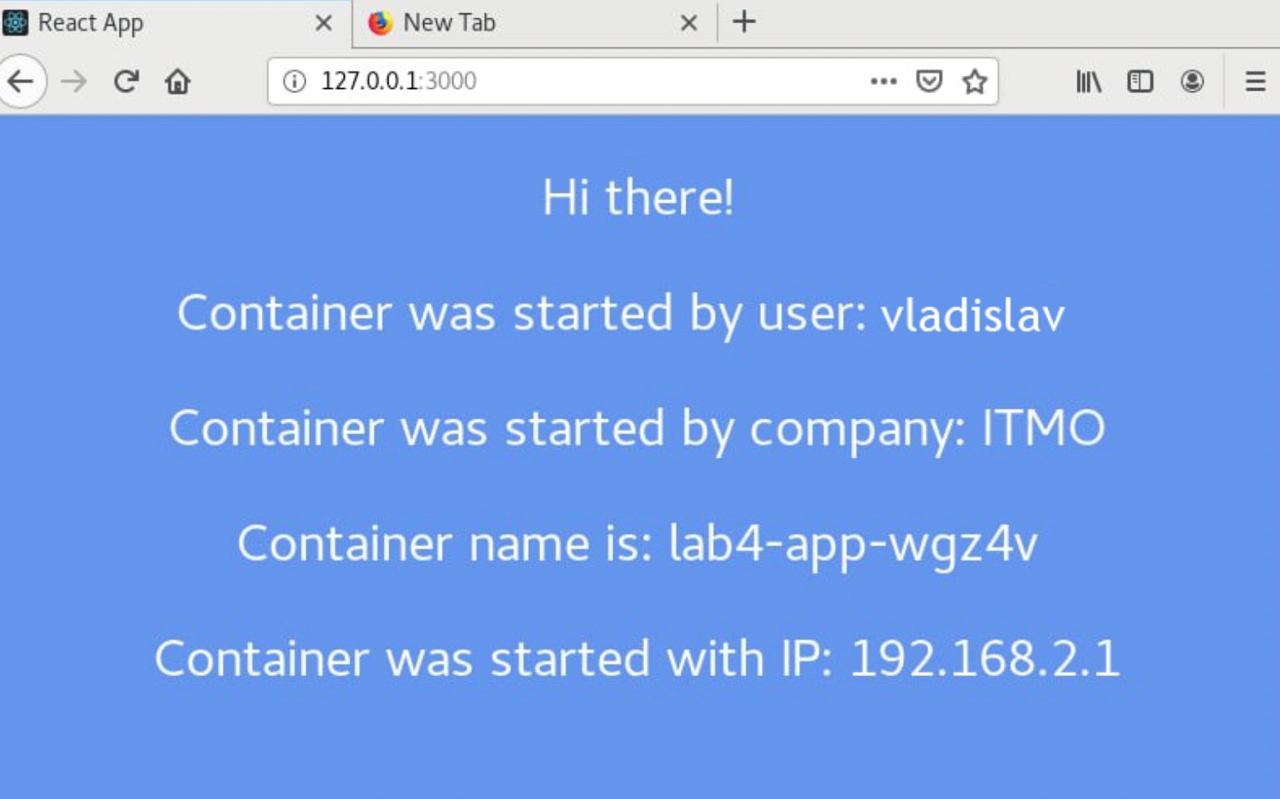 React App
New Tab
127.0.0.1:3000
Hi there!
Container was started by user: vladislav
Container was started by company: ITMO
Container name is: lab4-app-wgz4v
Container was started with IP: 192.168.2.1